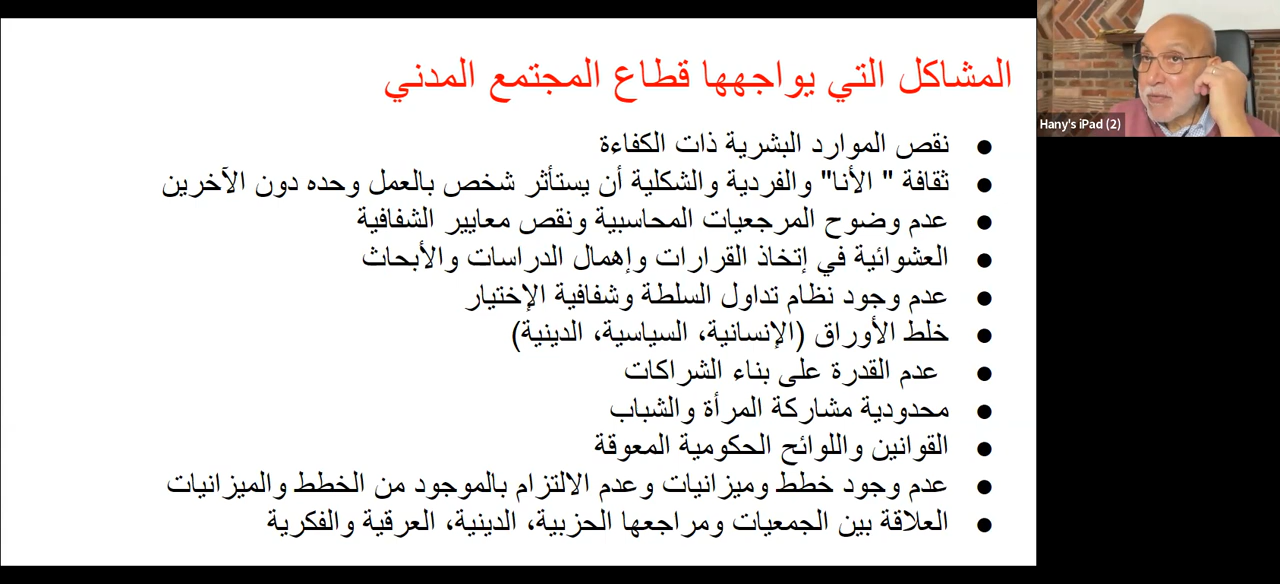 المشاكل التي يواجهها قطاع المجتمع المدني
Hany's iPad (2)
● نقص الموارد البشرية ذات الكفاءة
● ثقافة " الأنا" والفردية والشكلية أن يستأثر شخص بالعمل وحده دون الآخرين
● عدم وضوح المرجعيات المحاسبية ونقص معايير الشفافية
● العشوائية في إتخاذ القرارات وإهمال الدراسات والأبحاث
● عدم وجود نظام تداول السلطة وشفافية الإختيار
● خلط الأوراق (الإنسانية، السياسية، الدينية)
● عدم القدرة على بناء الشراكات
● محدودية مشاركة المرأة والشباب
● القوانين واللوائح الحكومية المعوقة
● عدم وجود خطط وميزانيات وعدم الالتزام بالموجود من الخطط والميزانيات
● العلاقة بين الجمعيات ومراجعها الحزبية، الدينية، العرقية والفكرية